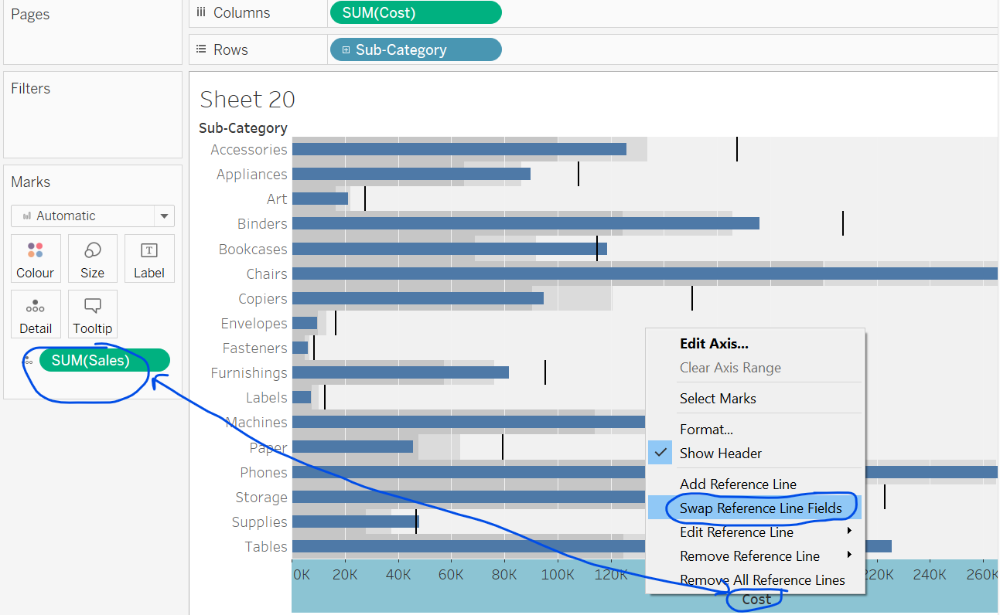 Pages
Columns
SUM(Cost)
Rows
Sub-Category
Filters
Marks
Automatic
Colour
Size
Label
Detail
Tooltip
SUM(Sales)
Sheet 20
Sub-Category
Accessories
Appliances
Art
Binders
Bookcases
Chairs
Copiers
Envelopes
Fasteners
Furnishings
Labels
Machines
Paper
Phones
Storage
Supplies
Tables
0K 20K 40K 60K 80K 100K 120K 220K 240K 260K
Cost
Edit Axis...
Clear Axis Range
Select Marks
Format...
Show Header
Add Reference Line
Swap Reference Line Fields
Edit Reference Line
Remove Reference Line
Remove All Reference Lines